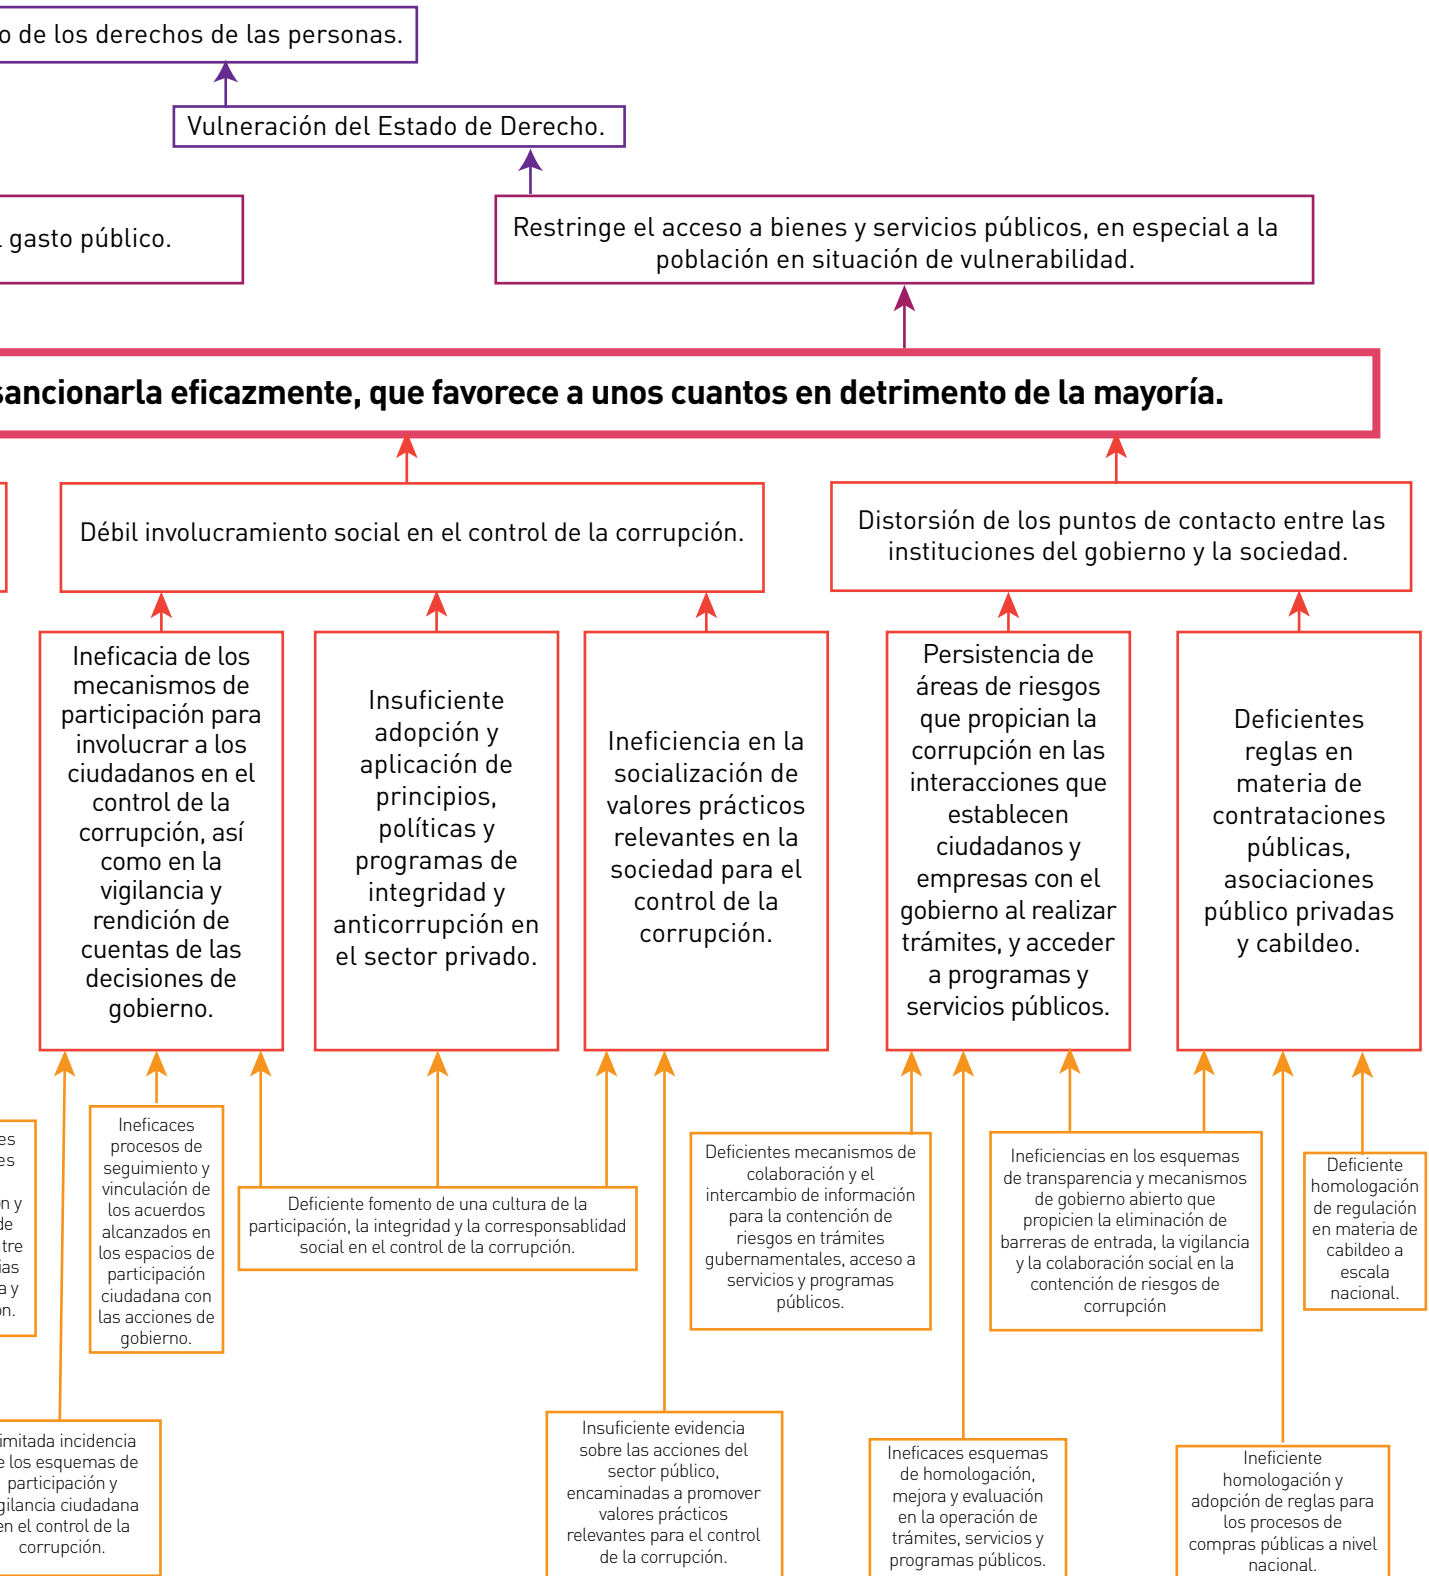 o de los derechos de las personas.
Vulneración del Estado de Derecho.
gasto público.
Restringe el acceso a bienes y servicios públicos, en especial a la
población en situación de vulnerabilidad.
sancionarla eficazmente, que favorece a unos cuantos en detrimento de la mayoría.
Débil involucramiento social en el control de la corrupción.
Distorsión de los puntos de contacto entre las
instituciones del gobierno y la sociedad.
Ineficacia de los
mecanismos de
participación para
involucrar a los
ciudadanos en el
control de la
corrupción, así
como en la
vigilancia y
rendición de
cuentas de las
decisiones de
gobierno.
Insuficiente
adopción y
aplicación de
principios,
políticas y
programas de
integridad y
anticorrupción en
el sector privado.
Ineficiencia en la
socialización de
valores prácticos
relevantes en la
sociedad para el
control de la
corrupción.
Persistencia de
áreas de riesgos
que propician la
corrupción en las
interacciones que
establecen
ciudadanos y
empresas con el
gobierno al realizar
trámites, y acceder
a programas y
servicios públicos.
Deficientes
reglas en
materia de
contrataciones
públicas,
asociaciones
público privadas
y cabildeo.
es
es
n y
de
tre
ias
a y
ón.
Ineficaces
procesos de
seguimiento y
vinculación de
los acuerdos
alcanzados en
los espacios de
participación
ciudadana con
las acciones de
gobierno.
Deficiente fomento de una cultura de la
participación, la integridad y la corresponsablidad
social en el control de la corrupción.
Deficientes mecanismos de
colaboración y el
intercambio de información
para la contención de
riesgos en trámites
gubernamentales, acceso a
servicios y programas
públicos.
Ineficiencias en los esquemas
de transparencia y mecanismos
de gobierno abierto que
propicien la eliminación de
barreras de entrada, la vigilancia
y la colaboración social en la
contención de riesgos de
corrupción
Deficiente
homologación
de regulación
en materia de
cabildeo a
escala
nacional.
imitada incidencia
e los esquemas de
participación y
gilancia ciudadana
en el control de la
corrupción.
Insuficiente evidencia
sobre las acciones del
sector público,
encaminadas a promover
valores prácticos
relevantes para el control
de la corrupción.
Ineficaces esquemas
de homologación,
mejora y evaluación
en la operación de
trámites, servicios y
programas públicos.
Ineficiente
homologación y
adopción de reglas para
los procesos de
compras públicas a nivel
nacional.